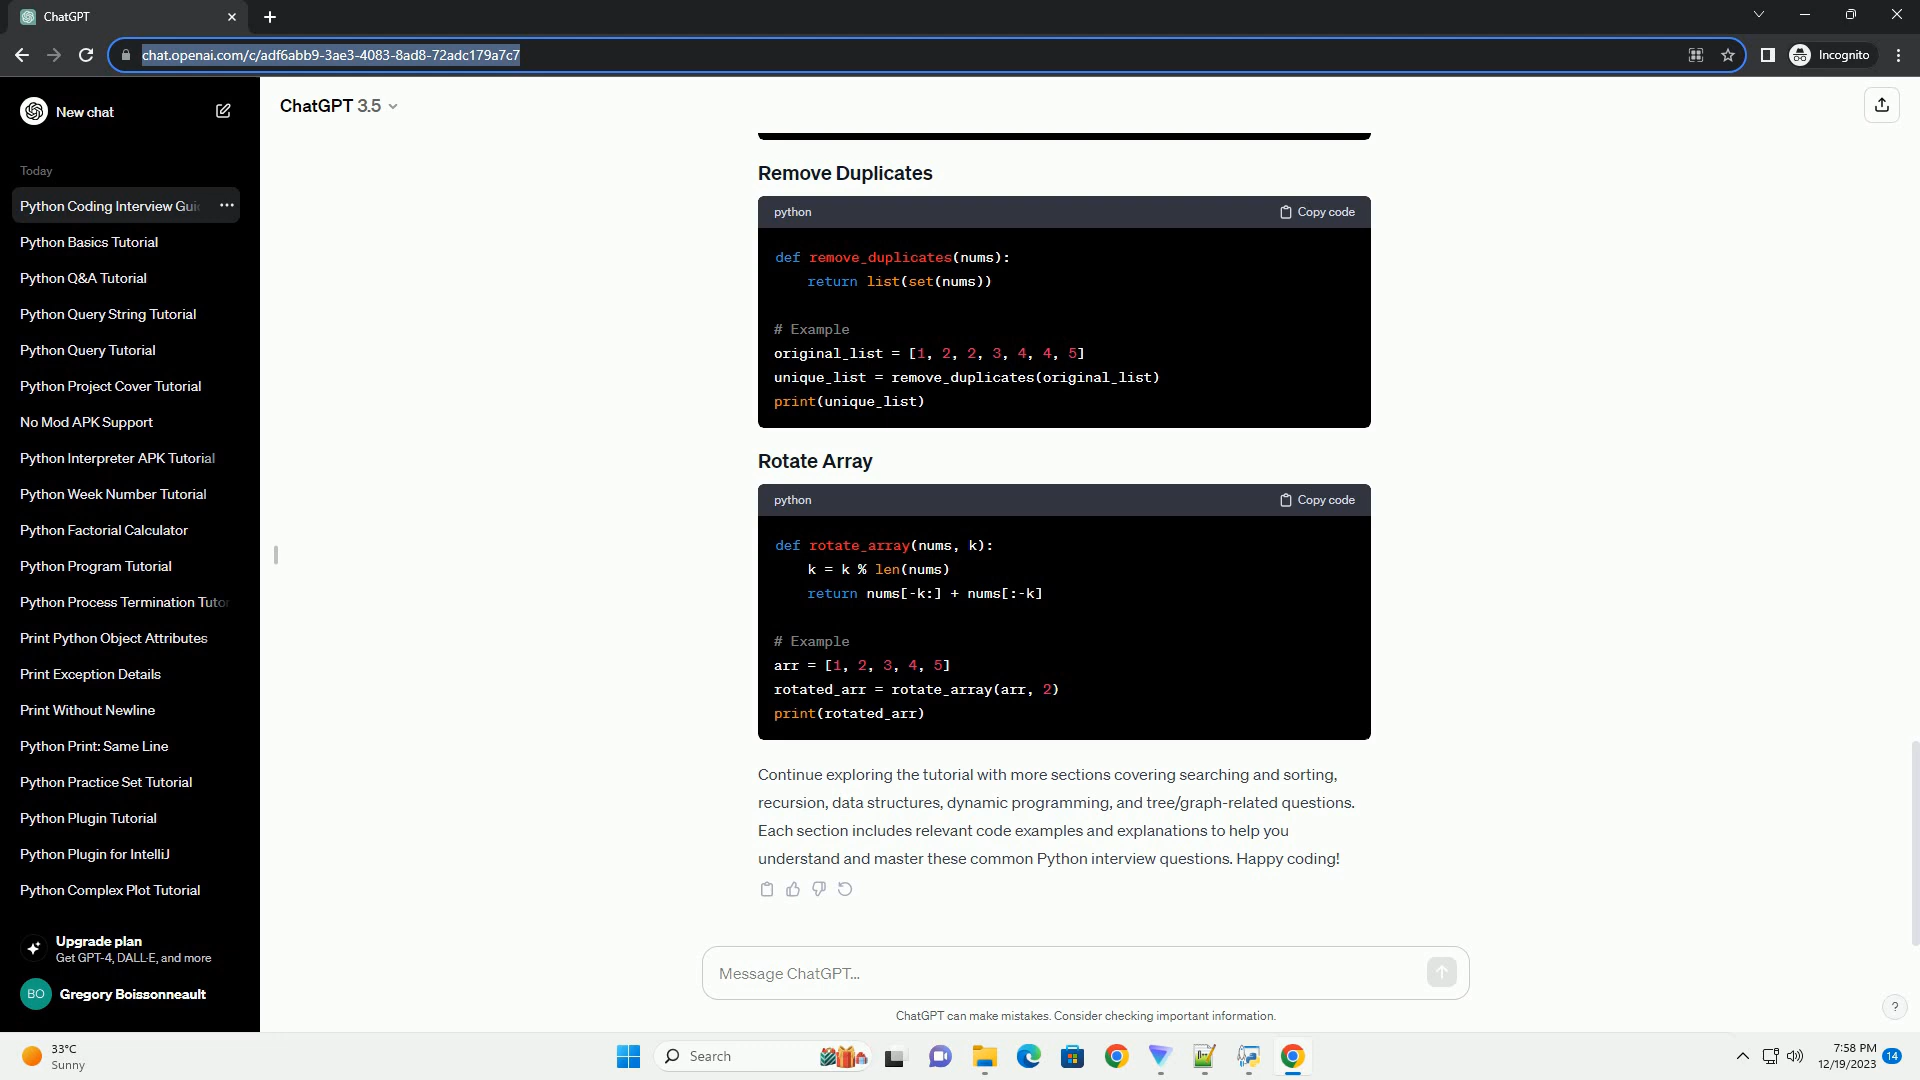 ChatGPT
chat.openai.com/c/adf6abb9-3ae3-4083-8ad8-72adc179a7c7
Incognito
New chat
ChatGPT 3.5
Today
Python Coding Interview Gui
Python Basics Tutorial
Python Q&A Tutorial
Python Query String Tutorial
Python Query Tutorial
Python Project Cover Tutorial
No Mod APK Support
Python Interpreter APK Tutorial
Python Week Number Tutorial
Python Factorial Calculator
Python Program Tutorial
Python Process Termination Tutor
Print Python Object Attributes
Print Exception Details
Print Without Newline
Python Print: Same Line
Python Practice Set Tutorial
Python Plugin Tutorial
Python Plugin for IntelliJ
Python Complex Plot Tutorial
Upgrade plan
Get GPT-4, DALL·E, and more
BO
Gregory Boissonneault
Remove Duplicates
python
Copy code
def remove_duplicates(nums):
return list(set(nums))
# Example
original_list = [1, 2, 2, 3, 4, 4, 5]
unique_list = remove_duplicates(original_list)
print(unique_list)
Rotate Array
python
Copy code
def rotate_array(nums, k):
k = k % len(nums)
return nums[-k:] + nums[:-k]
# Example
arr = [1, 2, 3, 4, 5]
rotated_arr = rotate_array(arr, 2)
print(rotated_arr)
Continue exploring the tutorial with more sections covering searching and sorting,
recursion, data structures, dynamic programming, and tree/graph-related questions.
Each section includes relevant code examples and explanations to help you
understand and master these common Python interview questions. Happy coding!
Message ChatGPT...
ChatGPT can make mistakes. Consider checking important information.
?
33°C
Sunny
Search
7:58 PM
12/19/2023
14